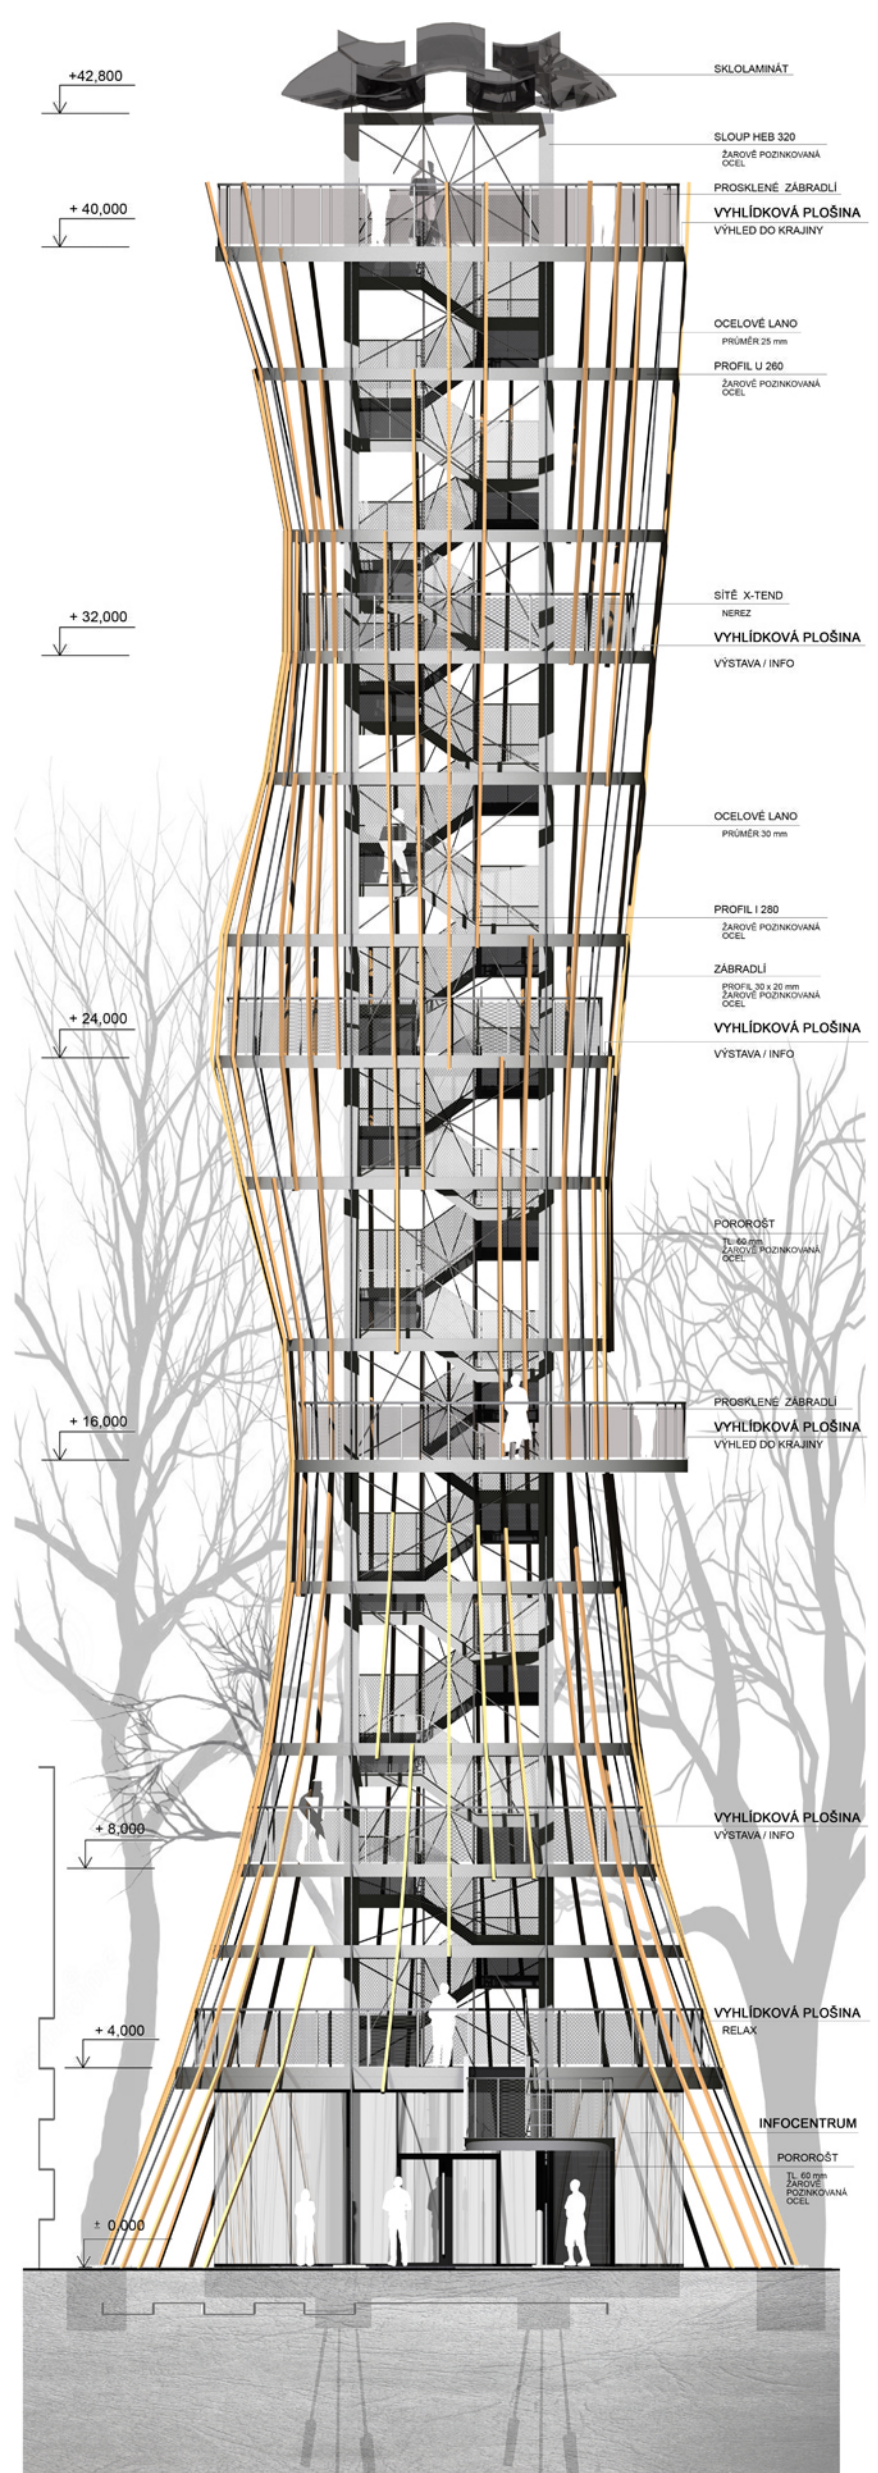 +42,800
SKLOLAMINÁT
SLOUP HEB 320
ŽAROVĚ POZINKOVANÁ
OCEL
PROSKLENÉ ZÁBRADLÍ
+ 40,000
VYHLÍDKOVÁ PLOŠINA
VÝHLED DO KRAJINY
OCELOVÉ LANO
PRŮMĚR 25 mm
PROFIL U 260
ŽAROVĚ POZINKOVANÁ
OCEL
SÍTĚ X-TEND
NEREZ
+ 32,000
VYHLÍDKOVÁ PLOŠINA
VÝSTAVA / INFO
OCELOVÉ LANO
PRŮMĚR 30 mm
PROFIL I 280
ŽAROVĚ POZINKOVANÁ
OCEL
ZÁBRADLÍ
PROFIL 30 x 20 mm
ŽAROVĚ POZINKOVANÁ
OCEL
+ 24,000
VYHLÍDKOVÁ PLOŠINA
VÝSTAVA / INFO
POROROŠT
TL. 60 mm
ŽAROVĚ POZINKOVANÁ
OCEL
PROSKLENÉ ZÁBRADLÍ
+ 16,000
VYHLÍDKOVÁ PLOŠINA
VÝHLED DO KRAJINY
+ 8,000
VYHLÍDKOVÁ PLOŠINA
VÝSTAVA / INFO
VYHLÍDKOVÁ PLOŠINA
+ 4,000
RELAX
INFOCENTRUM
POROROŠT
TL. 60 mm
ŽAROVĚ
POZINKOVANÁ
OCEL
± 0,000